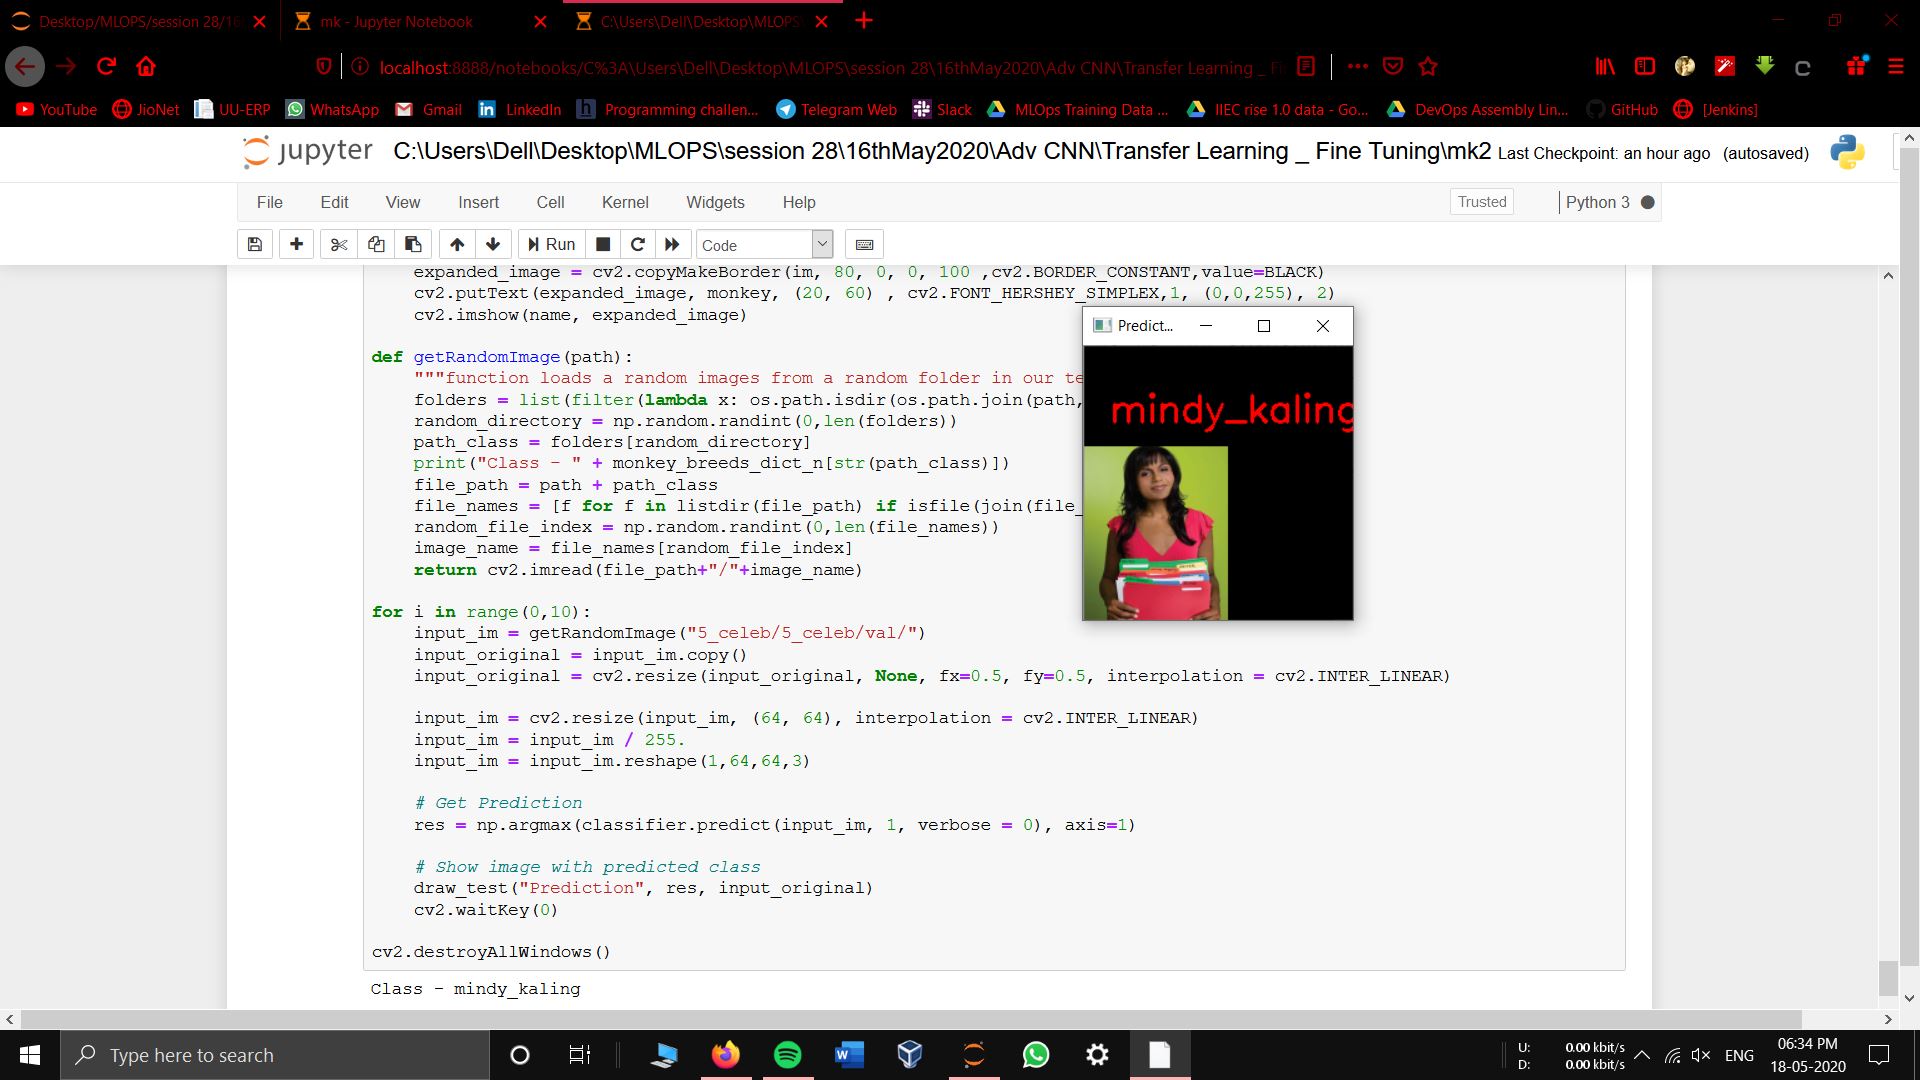 Desktop/MLOPS/session 28/16
mk - Jupyter Notebook
C:\Users\Dell\Desktop\MLOPS
localhost:8888/notebooks/C%3A\Users\Dell\Desktop\MLOPS\session 28\16thMay2020\Adv CNN\Transfer Learning _ Fi
YouTube JioNet UU-ERP WhatsApp Gmail LinkedIn Programming challen... Telegram Web Slack MLOps Training Data ... IIEC rise 1.0 data - Go... DevOps Assembly Lin... GitHub [Jenkins]
jupyter C:\Users\Dell\Desktop\MLOPS\session 28\16thMay2020\Adv CNN\Transfer Learning _ Fine Tuning\mk2 Last Checkpoint: an hour ago (autosaved)
File Edit View Insert Cell Kernel Widgets Help Trusted Python 3
Run Code
expanded_image = cv2.copyMakeBorder(im, 80, 0, 0, 100 ,cv2.BORDER_CONSTANT,value=BLACK)
cv2.putText(expanded_image, monkey, (20, 60) , cv2.FONT_HERSHEY_SIMPLEX,1, (0,0,255), 2)
cv2.imshow(name, expanded_image)
def getRandomImage(path):
"""function loads a random images from a random folder in our te
folders = list(filter(lambda x: os.path.isdir(os.path.join(path,
random_directory = np.random.randint(0,len(folders))
path_class = folders[random_directory]
print("Class - " + monkey_breeds_dict_n[str(path_class)])
file_path = path + path_class
file_names = [f for f in listdir(file_path) if isfile(join(file_
random_file_index = np.random.randint(0,len(file_names))
image_name = file_names[random_file_index]
return cv2.imread(file_path+"/"+image_name)
for i in range(0,10):
input_im = getRandomImage("5_celeb/5_celeb/val/")
input_original = input_im.copy()
input_original = cv2.resize(input_original, None, fx=0.5, fy=0.5, interpolation = cv2.INTER_LINEAR)
input_im = cv2.resize(input_im, (64, 64), interpolation = cv2.INTER_LINEAR)
input_im = input_im / 255.
input_im = input_im.reshape(1,64,64,3)
# Get Prediction
res = np.argmax(classifier.predict(input_im, 1, verbose = 0), axis=1)
# Show image with predicted class
draw_test("Prediction", res, input_original)
cv2.waitKey(0)
cv2.destroyAllWindows()
Class - mindy_kaling
Predict...
mindy_kaling
Type here to search
U: 0.00 kbit/s
D: 0.00 kbit/s
ENG
06:34 PM
18-05-2020